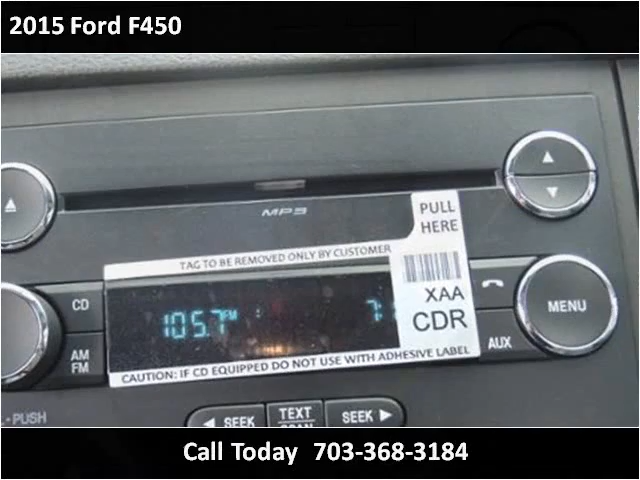 2015 Ford F450
MP3
PULL
HERE
TAG TO BE REMOVED ONLY BY CUSTOMER
XAA
CDR
CD
105.7 FM
MENU
AM
FM
AUX
CAUTION: IF CD EQUIPPED DO NOT USE WITH ADHESIVE LABEL
-PUSH
SEEK
TEXT
SCAN
SEEK
Call Today 703-368-3184